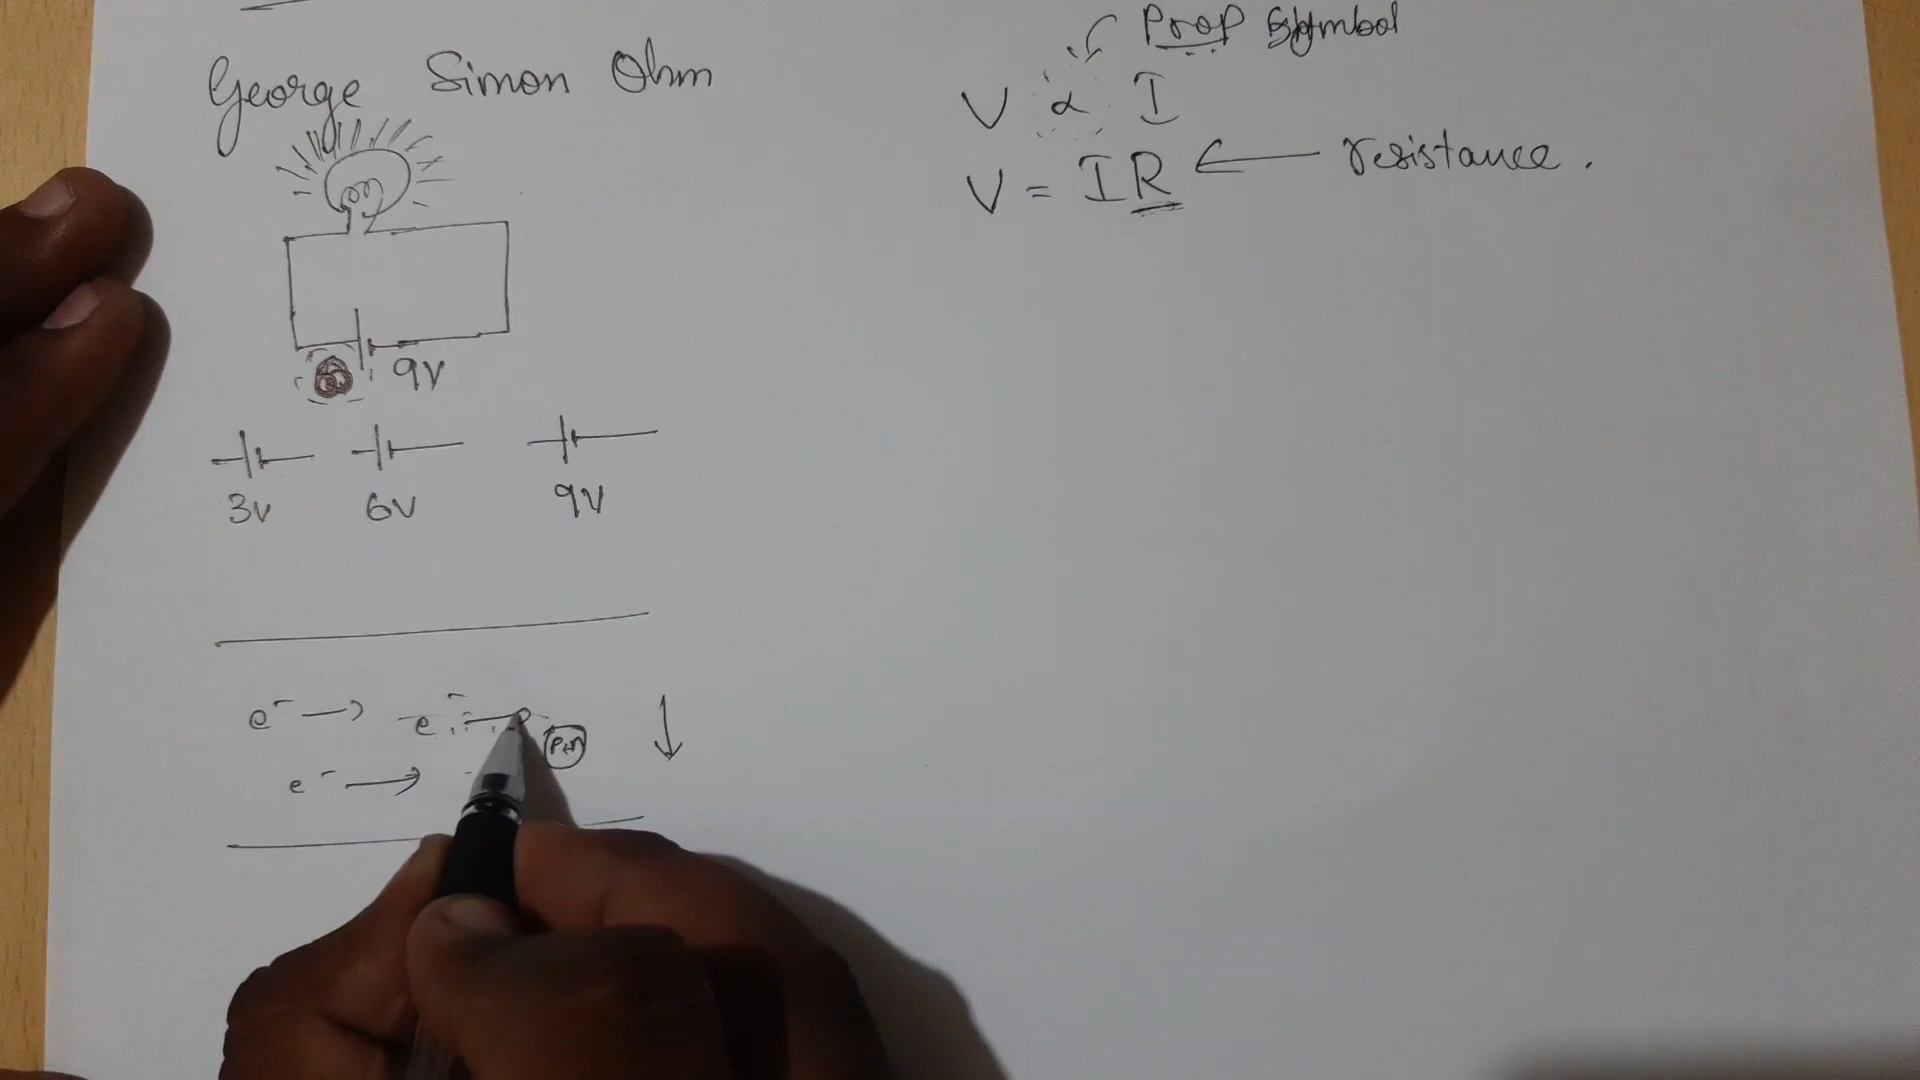 George Simon Ohm
9V
3V 6V 9V
e⁻ → e⁻ →
P+n
e⁻ →
Prop Symbol
V ∝ I
V = IR ← resistance.